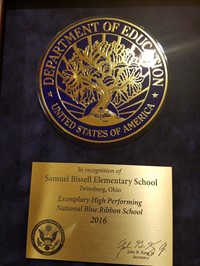 DEPARTMENT OF EDUCATION
UNITED STATES OF AMERICA
In recognition of
Samuel Bissell Elementary School
Twinsburg, Ohio
Exemplary High Performing
National Blue Ribbon School
2016
John B. King Jr.
Secretary